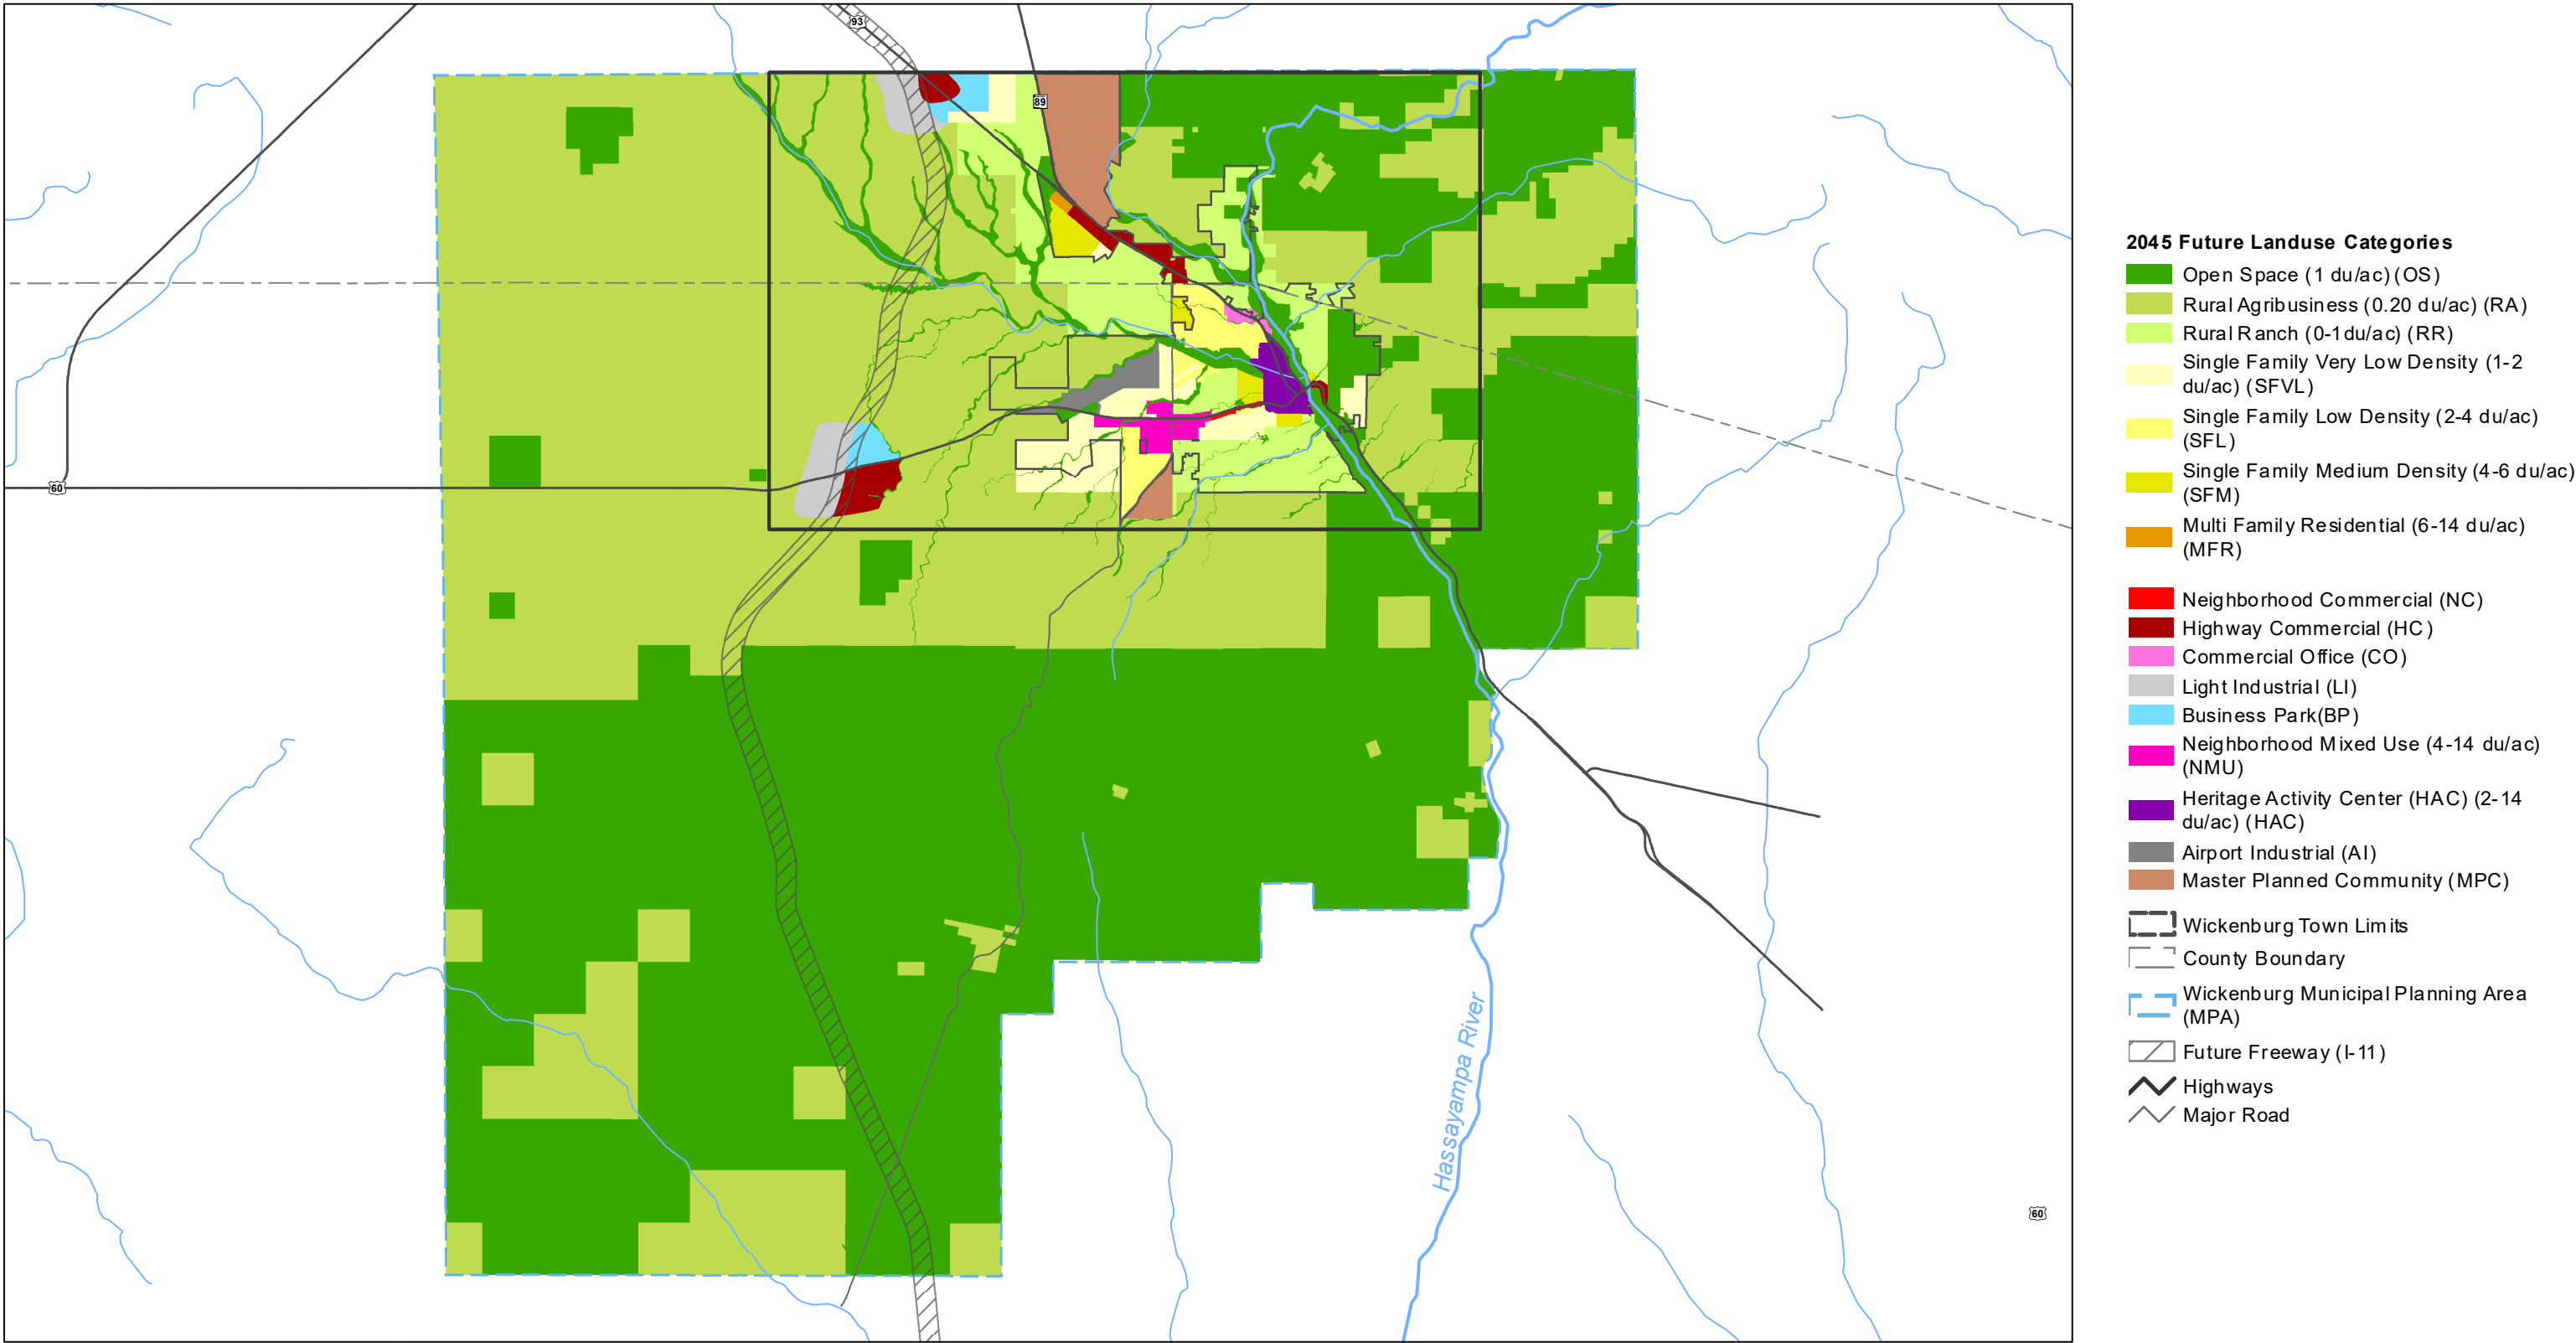 93
89
60
Hassayampa River
60
2045 Future Landuse Categories
Open Space (1 du/ac) (OS)
Rural Agribusiness (0.20 du/ac) (RA)
Rural Ranch (0-1du/ac) (RR)
Single Family Very Low Density (1-2
du/ac) (SFVL)
Single Family Low Density (2-4 du/ac)
(SFL)
Single Family Medium Density (4-6 du/ac)
(SFM)
Multi Family Residential (6-14 du/ac)
(MFR)
Neighborhood Commercial (NC)
Highway Commercial (HC)
Commercial Office (CO)
Light Industrial (LI)
Business Park(BP)
Neighborhood Mixed Use (4-14 du/ac)
(NMU)
Heritage Activity Center (HAC) (2-14
du/ac) (HAC)
Airport Industrial (AI)
Master Planned Community (MPC)
Wickenburg Town Limits
County Boundary
Wickenburg Municipal Planning Area
(MPA)
Future Freeway (I-11)
Highways
Major Road